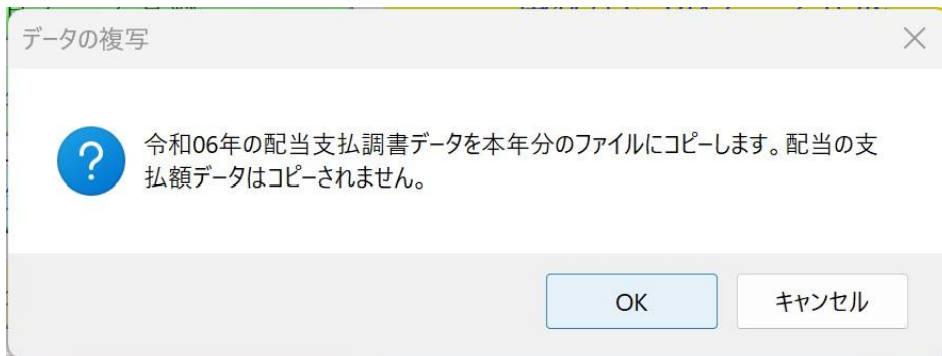 データの複写
令和06年の配当支払調書データを本年分のファイルにコピーします。配当の支
払額データはコピーされません。
OK
キャンセル